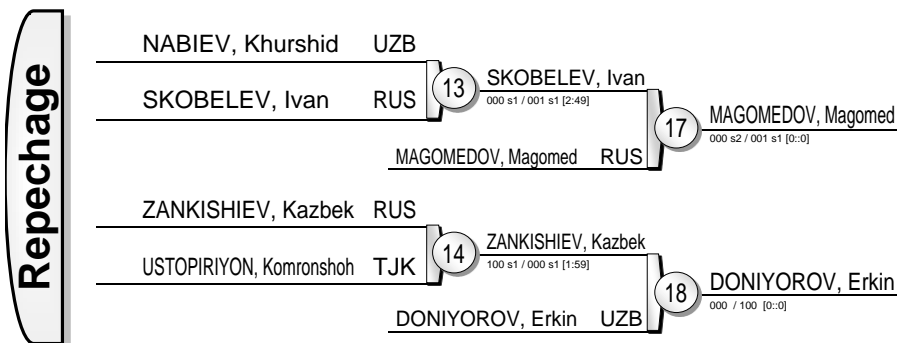 Repechage
NABIEV, Khurshid UZB
SKOBELEV, Ivan RUS
13
SKOBELEV, Ivan
000 s1 / 001 s1 [2:49]
MAGOMEDOV, Magomed RUS
17
MAGOMEDOV, Magomed
000 s2 / 001 s1 [0::0]
ZANKISHIEV, Kazbek RUS
USTOPIRIYON, Komronshoh TJK
14
ZANKISHIEV, Kazbek
100 s1 / 000 s1 [1:59]
DONIYOROV, Erkin UZB
18
DONIYOROV, Erkin
000 / 100 [0::0]